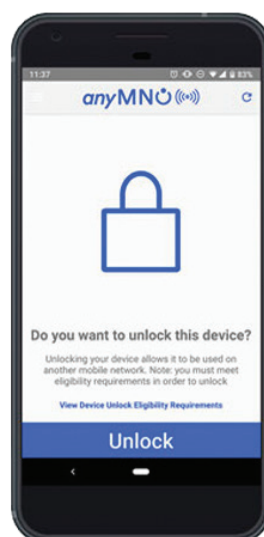 11:37 83%
anyMNO
Do you want to unlock this device?
Unlocking your device allows it to be used on
another mobile network. Note: you must meet
eligibility requirements in order to unlock
View Device Unlock Eligibility Requirements
Unlock